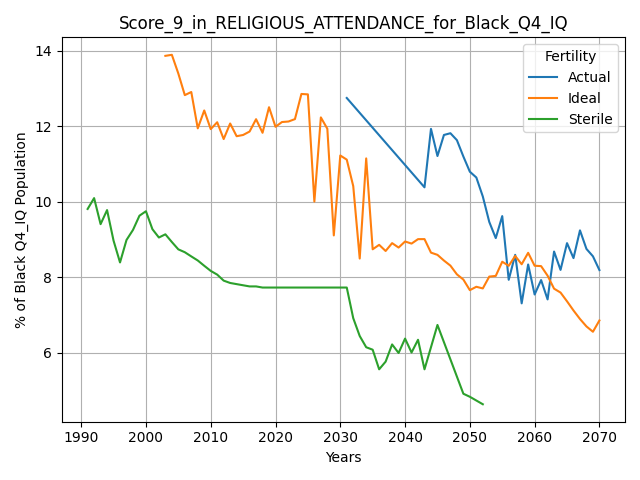 Score_9_in_RELIGIOUS_ATTENDANCE_for_Black_Q4_IQ
Fertility
Actual
Ideal
Sterile
% of Black Q4_IQ Population
14
12
10
8
6
1990 2000 2010 2020 2030 2040 2050 2060 2070
Years